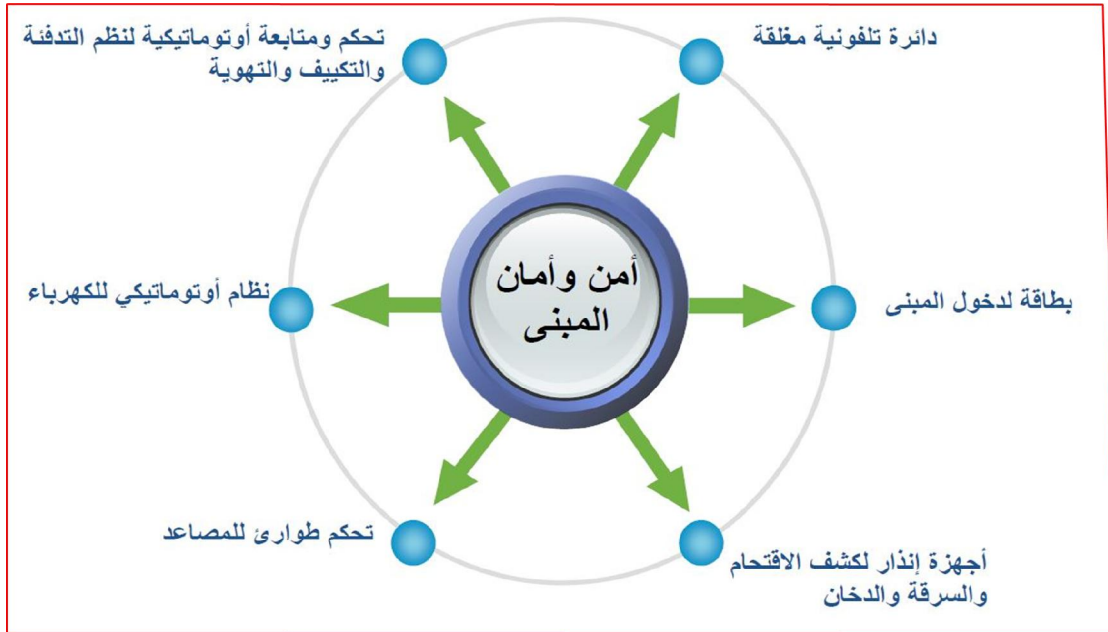 دائرة تلفونية مغلقة
تحكم ومتابعة أوتوماتيكية لنظم التدفئة
والتكييف والتهوية
أمن وأمان
المبنى
بطاقة لدخول المبنى
نظام أوتوماتيكي للكهرباء
أجهزة إنذار لكشف الاقتحام
والسرقة والدخان
تحكم طوارئ للمصاعد